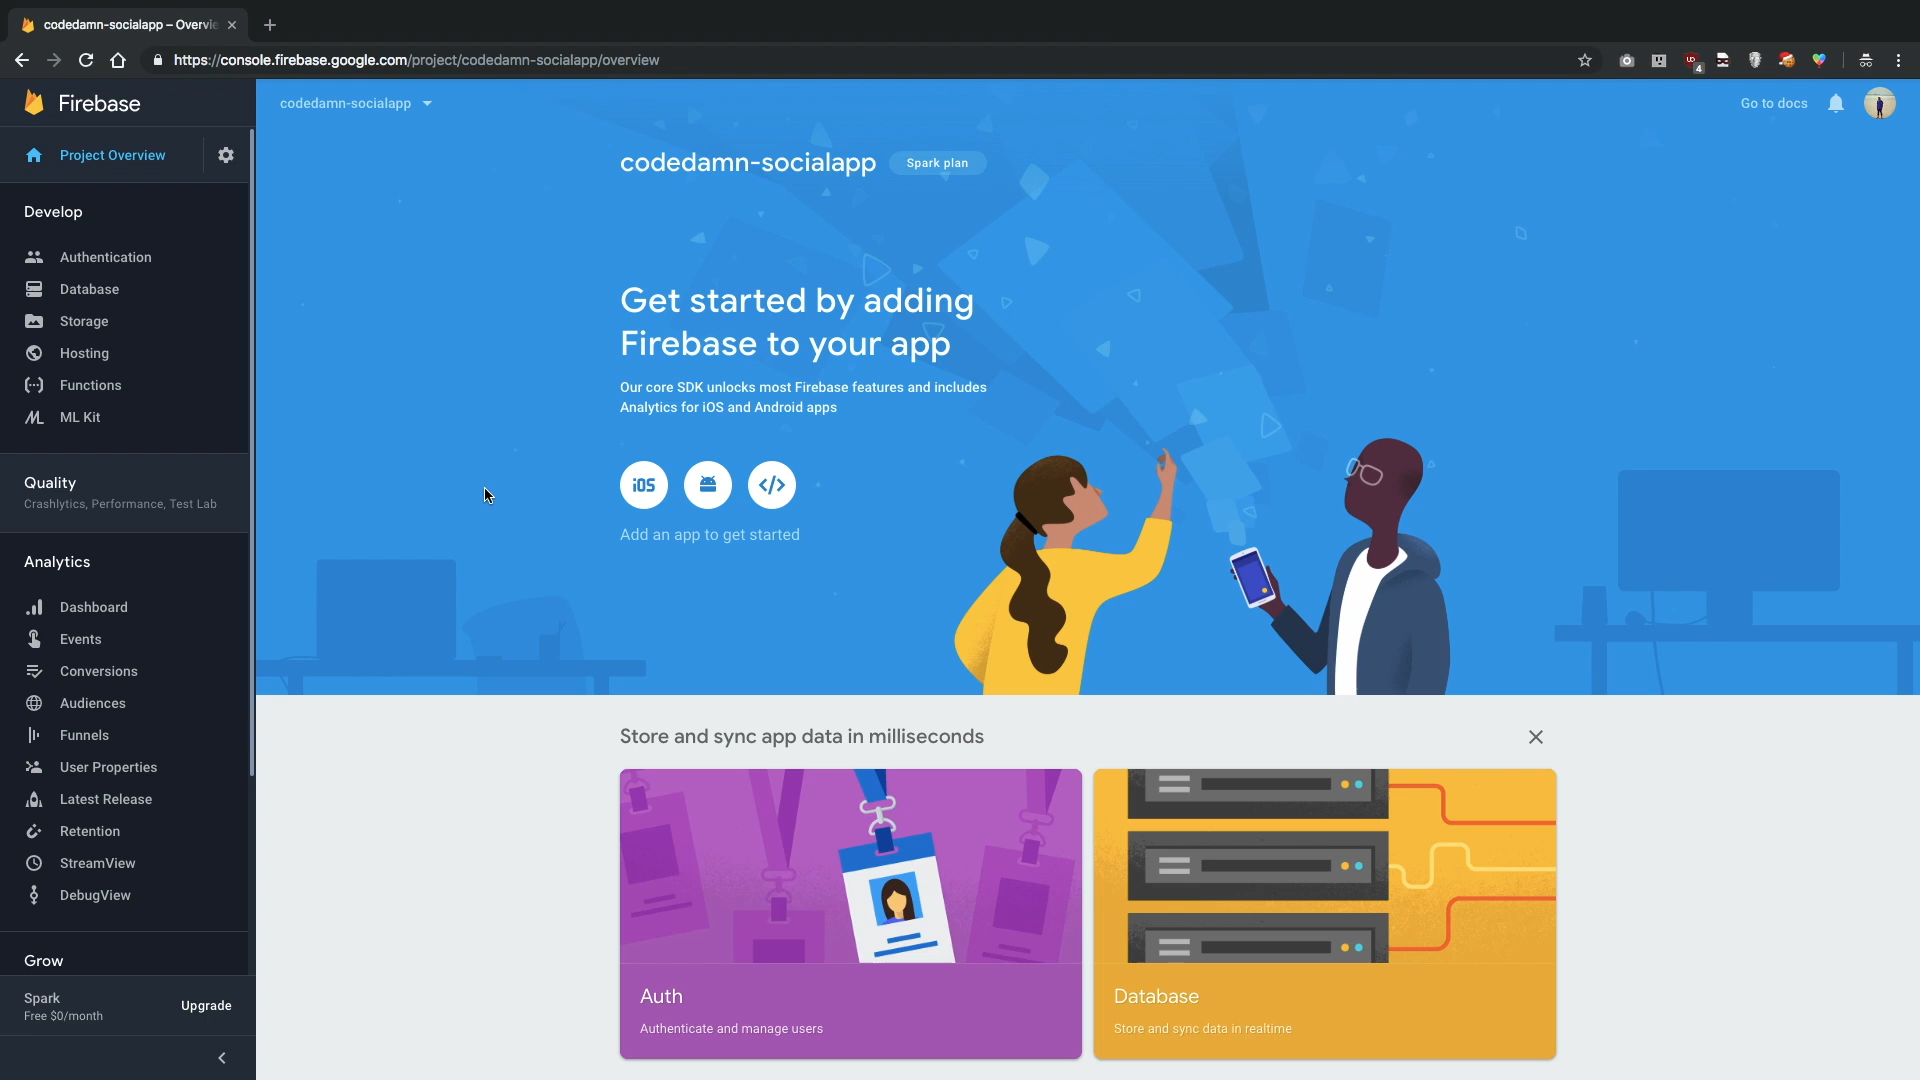 codedamn-socialapp – Overvie
https://console.firebase.google.com/project/codedamn-socialapp/overview
UD
4
Firebase
codedamn-socialapp
Go to docs
Project Overview
codedamn-socialapp
Spark plan
Develop
Authentication
Database
Storage
Hosting
Functions
ML Kit
Get started by adding
Firebase to your app
Our core SDK unlocks most Firebase features and includes
Analytics for iOS and Android apps
iOS
</>
Add an app to get started
Quality
Crashlytics, Performance, Test Lab
Analytics
Dashboard
Events
Conversions
Audiences
Funnels
User Properties
Latest Release
Retention
StreamView
DebugView
Grow
Spark
Free $0/month
Upgrade
Store and sync app data in milliseconds
Auth
Authenticate and manage users
Database
Store and sync data in realtime